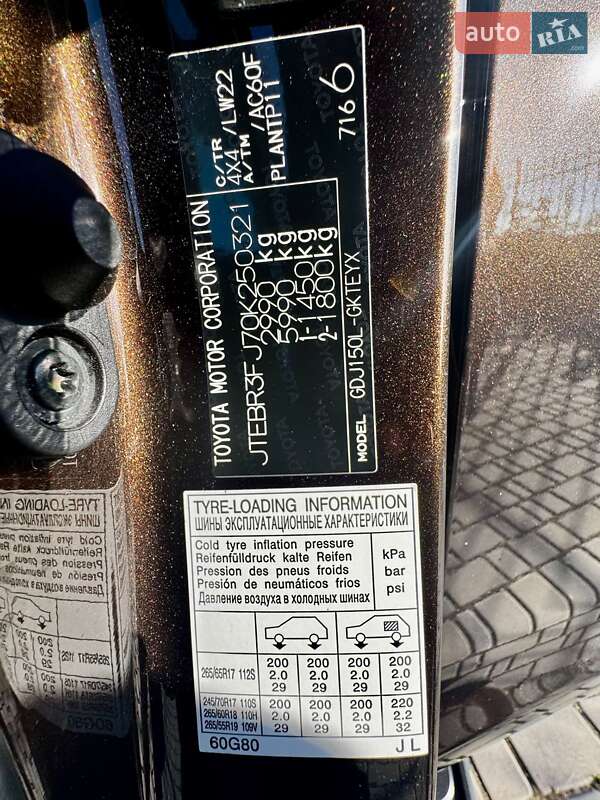 auto RIA .com
TOYOTA MOTOR CORPORATION
JTEBR3FJ70K250321
2990 kg
5990 kg
1-1450kg
2-1800kg
MODEL GDJ150L-GKTEYX
C/TR /LW22
4X4
A/TM /AC60F
PLANTP11
716 6
TYRE-LOADING INFORMATION
ШИНЫ ЭКСПЛУАТАЦИОННЫЕ ХАРАКТЕРИСТИКИ
Cold tyre inflation pressure
Reifenfülldruck kalte Reifen
Pression des pneus froids
Presión de neumáticos frios
Давление воздуха в холодных шинах
kPa
bar
psi
265/65R17 112S 200 200 200 200
2.0 2.0 2.0 2.0
29 29 29 29
245/70R17 110S 200 200 200 220
265/60R18 110H 2.0 2.0 2.0 2.2
265/55R19 109V 29 29 29 32
60G80 JL